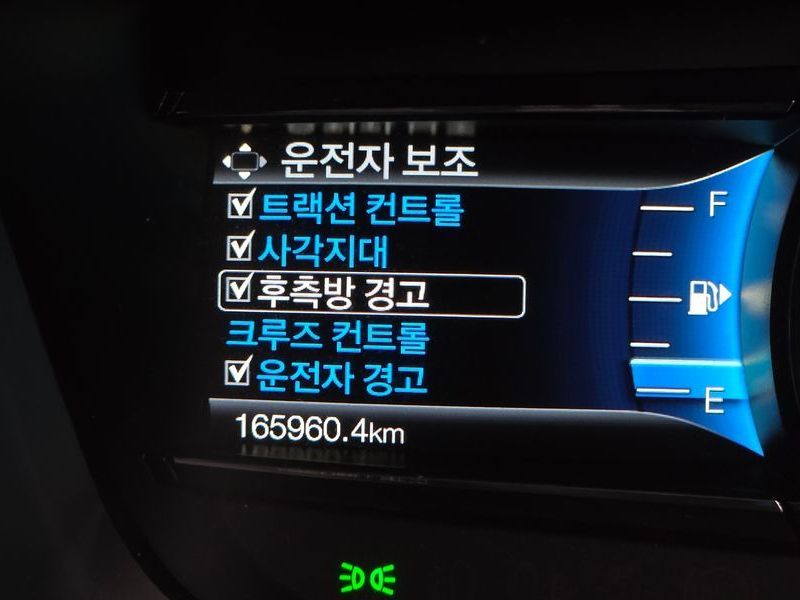 운전자 보조
트랙션 컨트롤
사각지대
후측방 경고
크루즈 컨트롤
운전자 경고
165960.4km
F
E